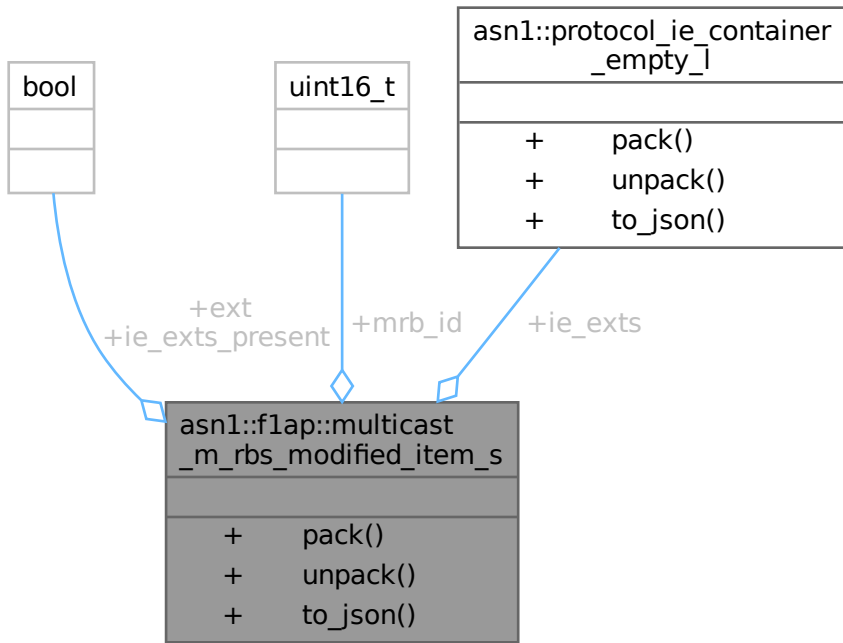 asn1::protocol_ie_container
_empty_l
bool
uint16_t
+ pack()
+ unpack()
+ to_json()
+ext
+ie_exts_present
+mrb_id
+ie_exts
asn1::f1ap::multicast
_m_rbs_modified_item_s
+ pack()
+ unpack()
+ to_json()